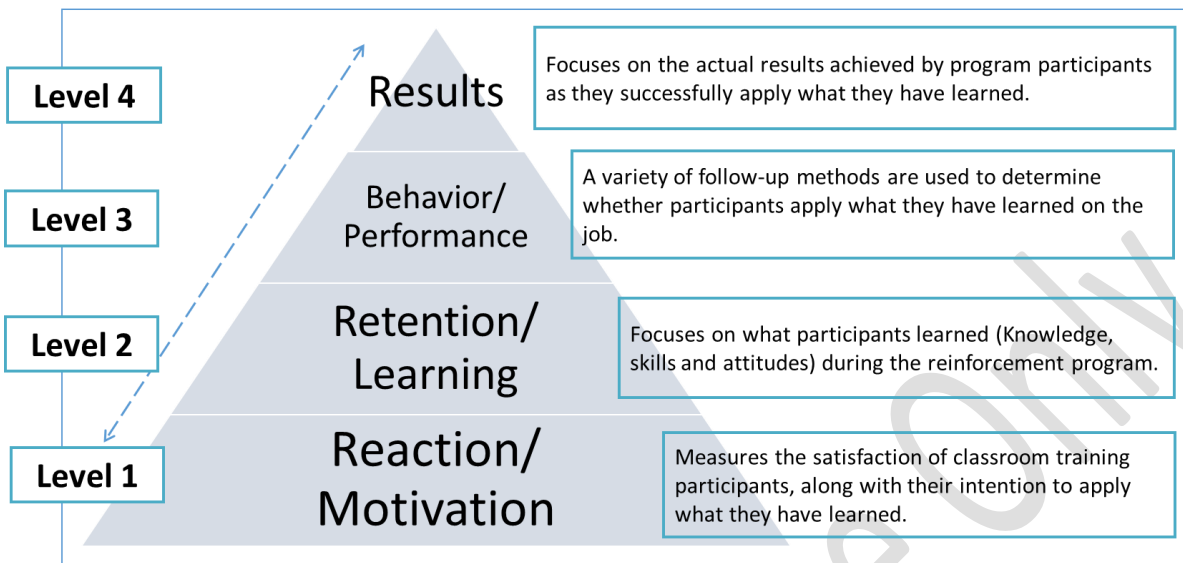 Level 4
Results
Focuses on the actual results achieved by program participants
as they successfully apply what they have learned.
Level 3
Behavior/
Performance
A variety of follow-up methods are used to determine
whether participants apply what they have learned on the
job.
Level 2
Retention/
Learning
Focuses on what participants learned (Knowledge,
skills and attitudes) during the reinforcement program.
Level 1
Reaction/
Motivation
Measures the satisfaction of classroom training
participants, along with their intention to apply
what they have learned.
Only